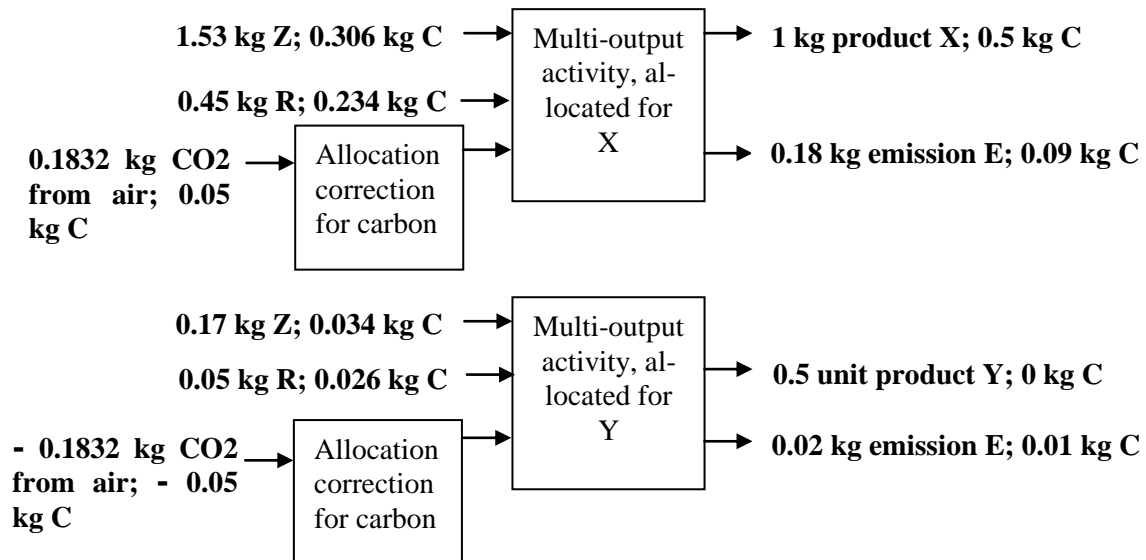 1.53 kg Z; 0.306 kg C
0.45 kg R; 0.234 kg C
0.1832 kg CO2
from air; 0.05
kg C
Allocation
correction
for carbon
Multi-output
activity, al-
located for
X
1 kg product X; 0.5 kg C
0.18 kg emission E; 0.09 kg C
0.17 kg Z; 0.034 kg C
0.05 kg R; 0.026 kg C
- 0.1832 kg CO2
from air; - 0.05
kg C
Allocation
correction
for carbon
Multi-output
activity, al-
located for
Y
0.5 unit product Y; 0 kg C
0.02 kg emission E; 0.01 kg C